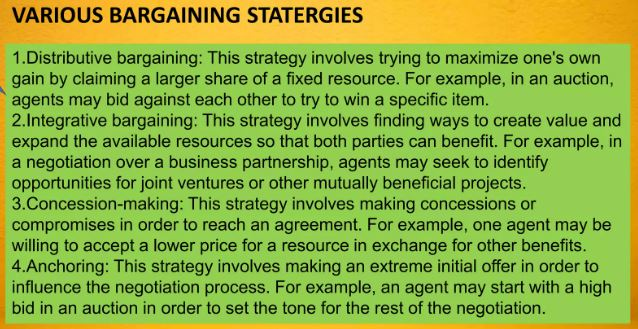 VARIOUS BARGAINING STATERGIES
1.Distributive bargaining: This strategy involves trying to maximize one's own
gain by claiming a larger share of a fixed resource. For example, in an auction,
agents may bid against each other to try to win a specific item.
2.Integrative bargaining: This strategy involves finding ways to create value and
expand the available resources so that both parties can benefit. For example, in
a negotiation over a business partnership, agents may seek to identify
opportunities for joint ventures or other mutually beneficial projects.
3.Concession-making: This strategy involves making concessions or
compromises in order to reach an agreement. For example, one agent may be
willing to accept a lower price for a resource in exchange for other benefits.
4.Anchoring: This strategy involves making an extreme initial offer in order to
influence the negotiation process. For example, an agent may start with a high
bid in an auction in order to set the tone for the rest of the negotiation.